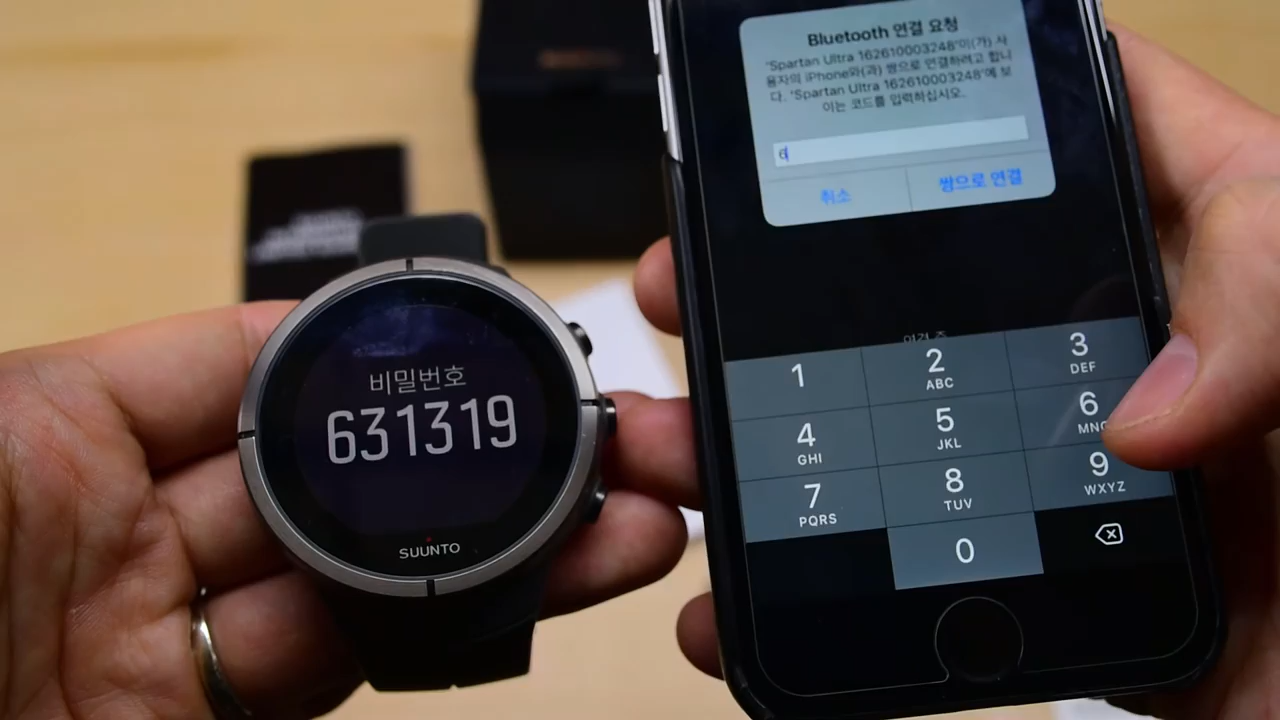 Bluetooth 연결 요청
'Spartan Ultra 162610003248'이(가) 사
용자의 iPhone와(과) 쌍으로 연결하려고 합니
다. 'Spartan Ultra 162610003248'에 보
이는 코드를 입력하십시오.
6
취소
쌍으로 연결
비밀번호
631319
SUUNTO
1
2
ABC
3
DEF
4
GHI
5
JKL
6
MNO
7
PQRS
8
TUV
9
WXYZ
0